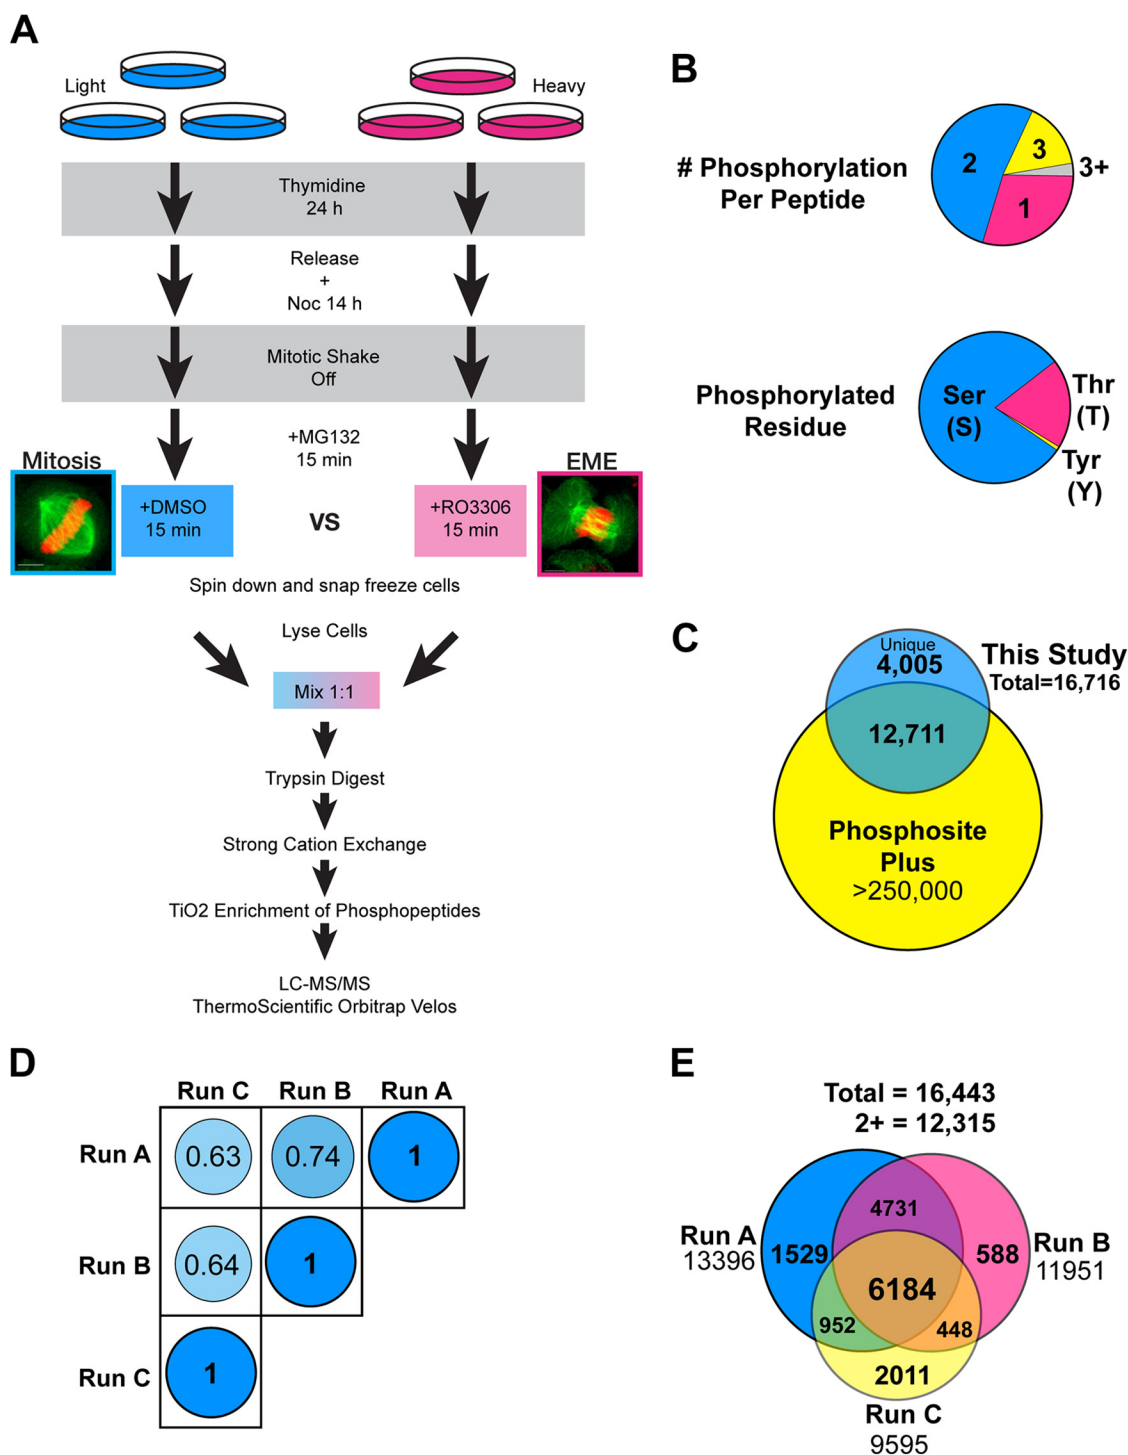 A
Light
Heavy
Thymidine
24 h
Release
+
Noc 14 h
Mitotic Shake
Off
+MG132
15 min
Mitosis
EME
+DMSO
15 min
VS
+RO3306
15 min
Spin down and snap freeze cells
Lyse Cells
Mix 1:1
Trypsin Digest
Strong Cation Exchange
TiO2 Enrichment of Phosphopeptides
LC-MS/MS
ThermoScientific Orbitrap Velos
B
# Phosphorylation
Per Peptide
2
3
3+
1
Phosphorylated
Residue
Ser
(S)
Thr
(T)
Tyr
(Y)
C
Unique
4,005
This Study
Total=16,716
12,711
Phosphosite
Plus
>250,000
D
Run C Run B Run A
Run A 0.63 0.74 1
Run B 0.64 1
Run C 1
E
Total = 16,443
2+ = 12,315
4731
Run A
13396
1529
588
Run B
11951
6184
952
448
2011
Run C
9595